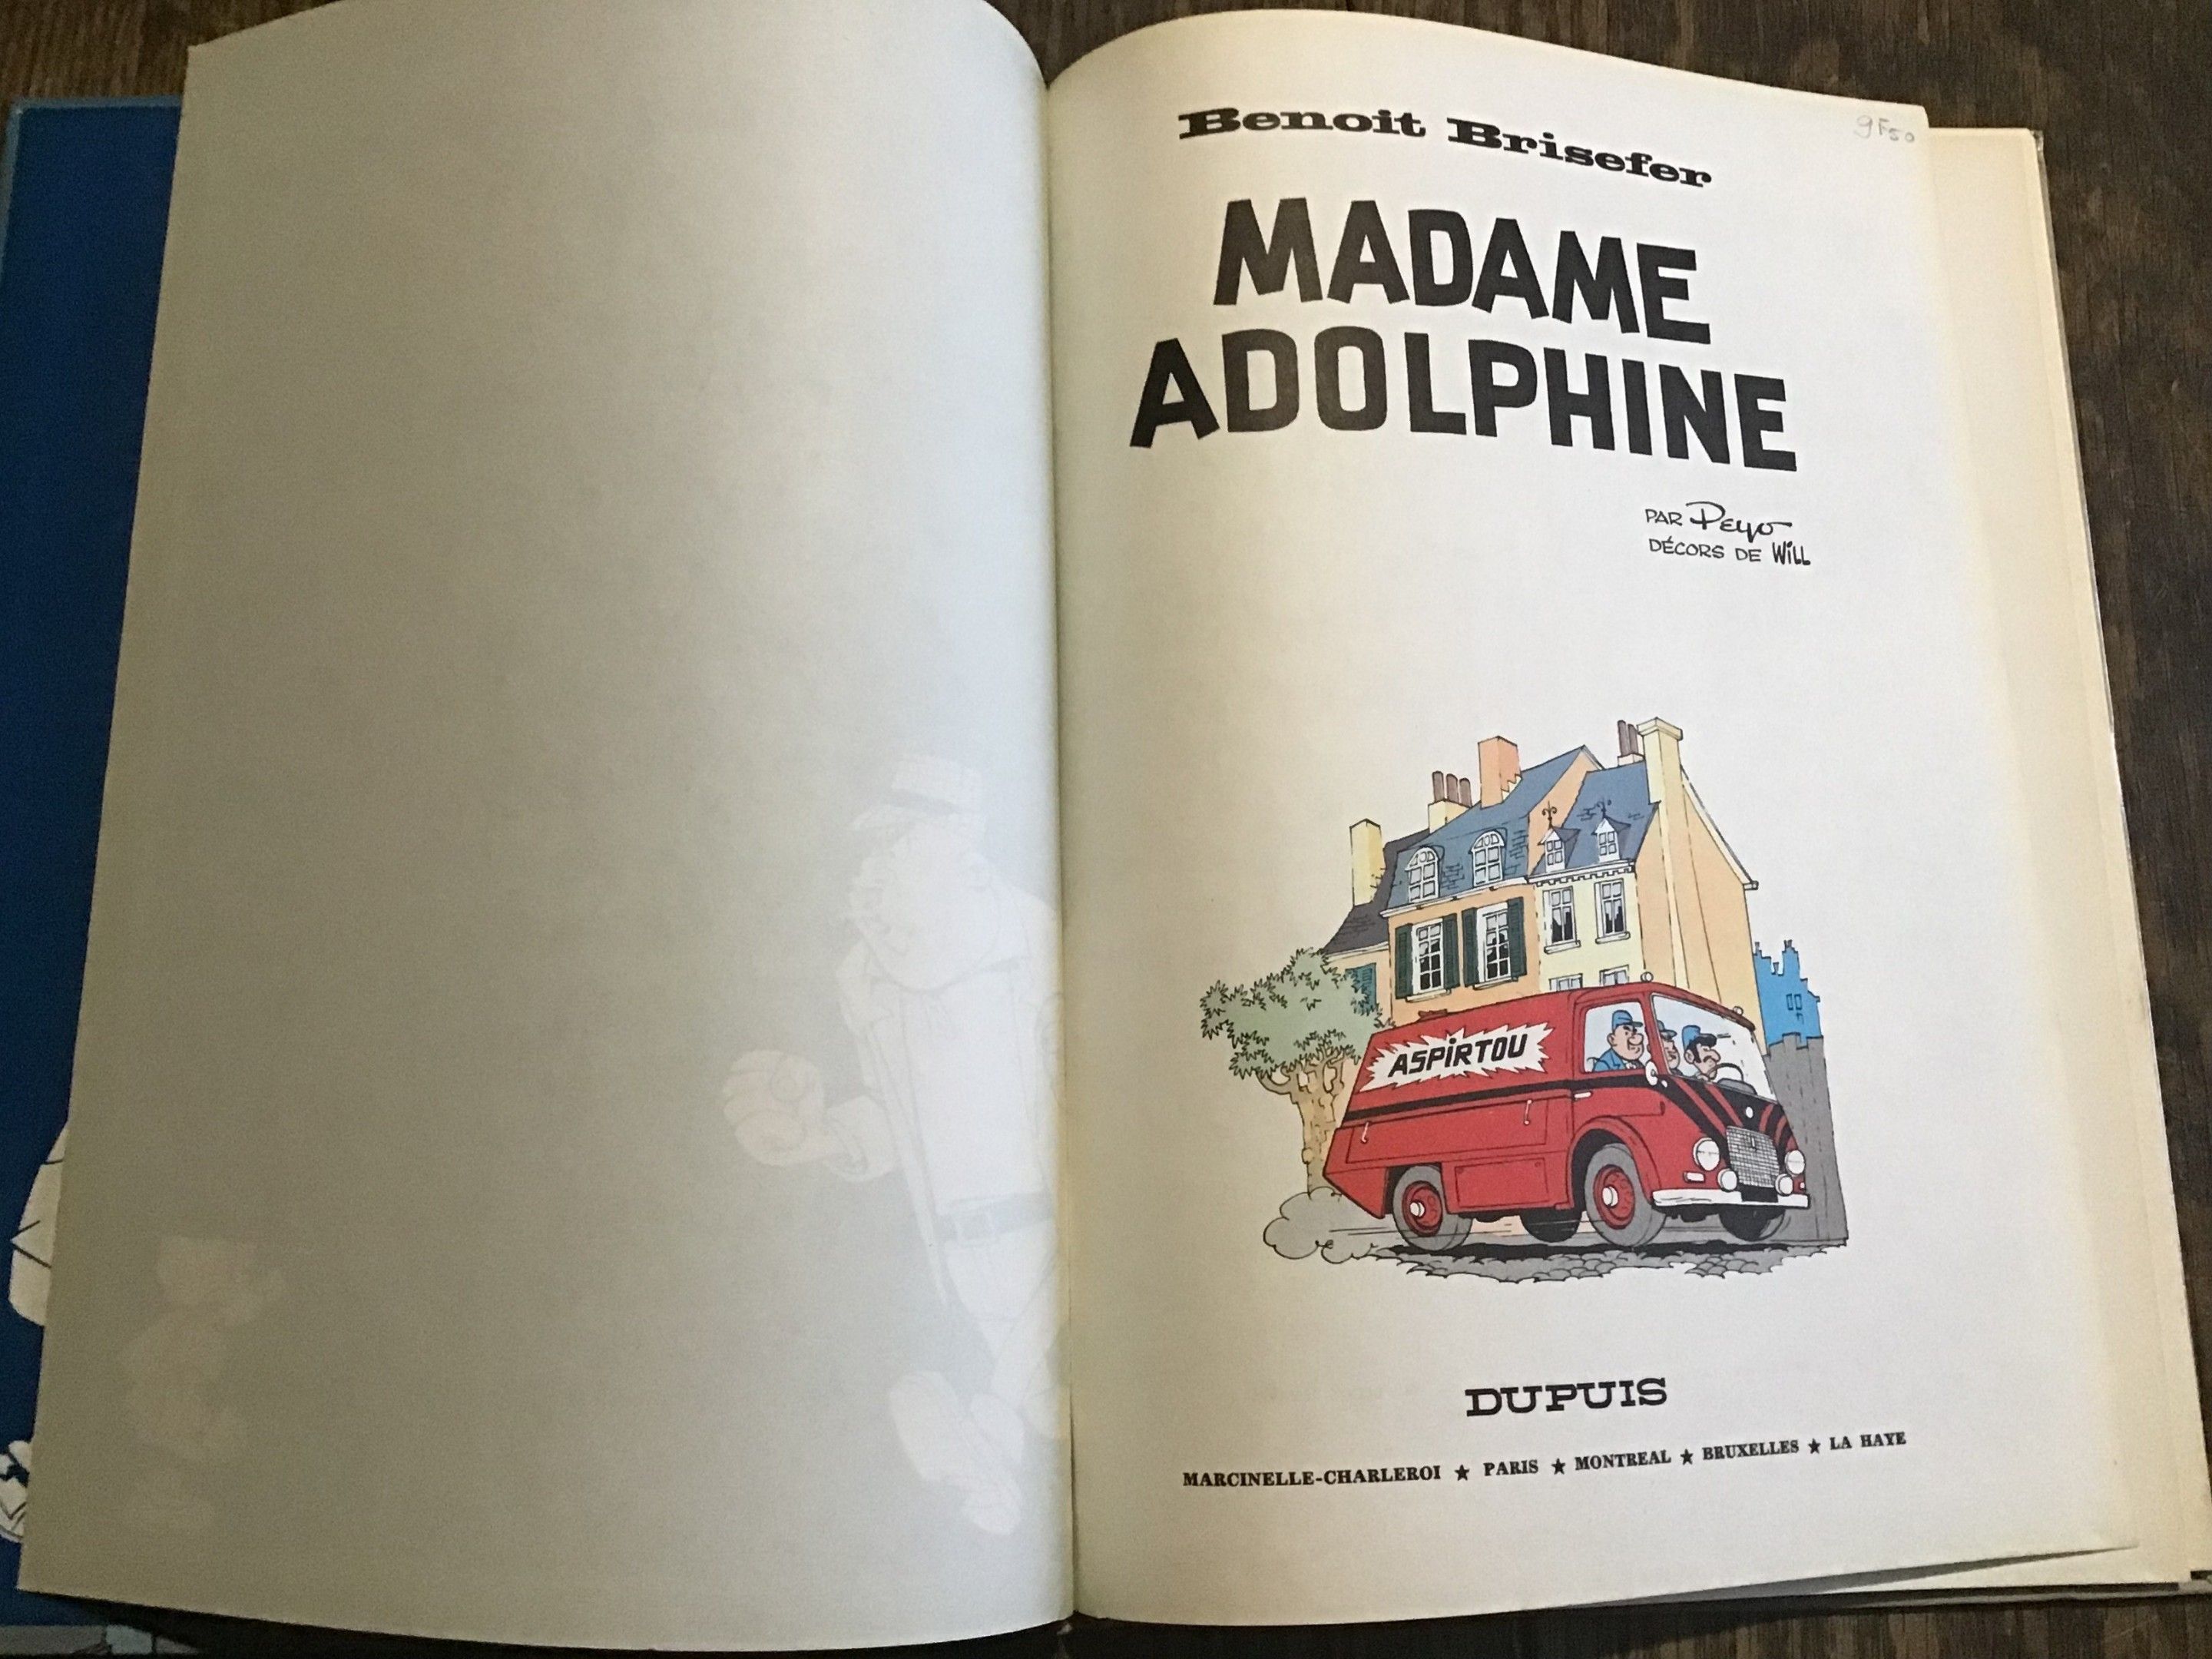 9F50
Benoit Brisefer
MADAME
ADOLPHINE
PAR Peyo
DÉCORS DE WiLL
ASPiRTOU
DUPUIS
MARCINELLE-CHARLEROI ★ PARIS ★ MONTREAL ★ BRUXELLES ★ LA HAYE